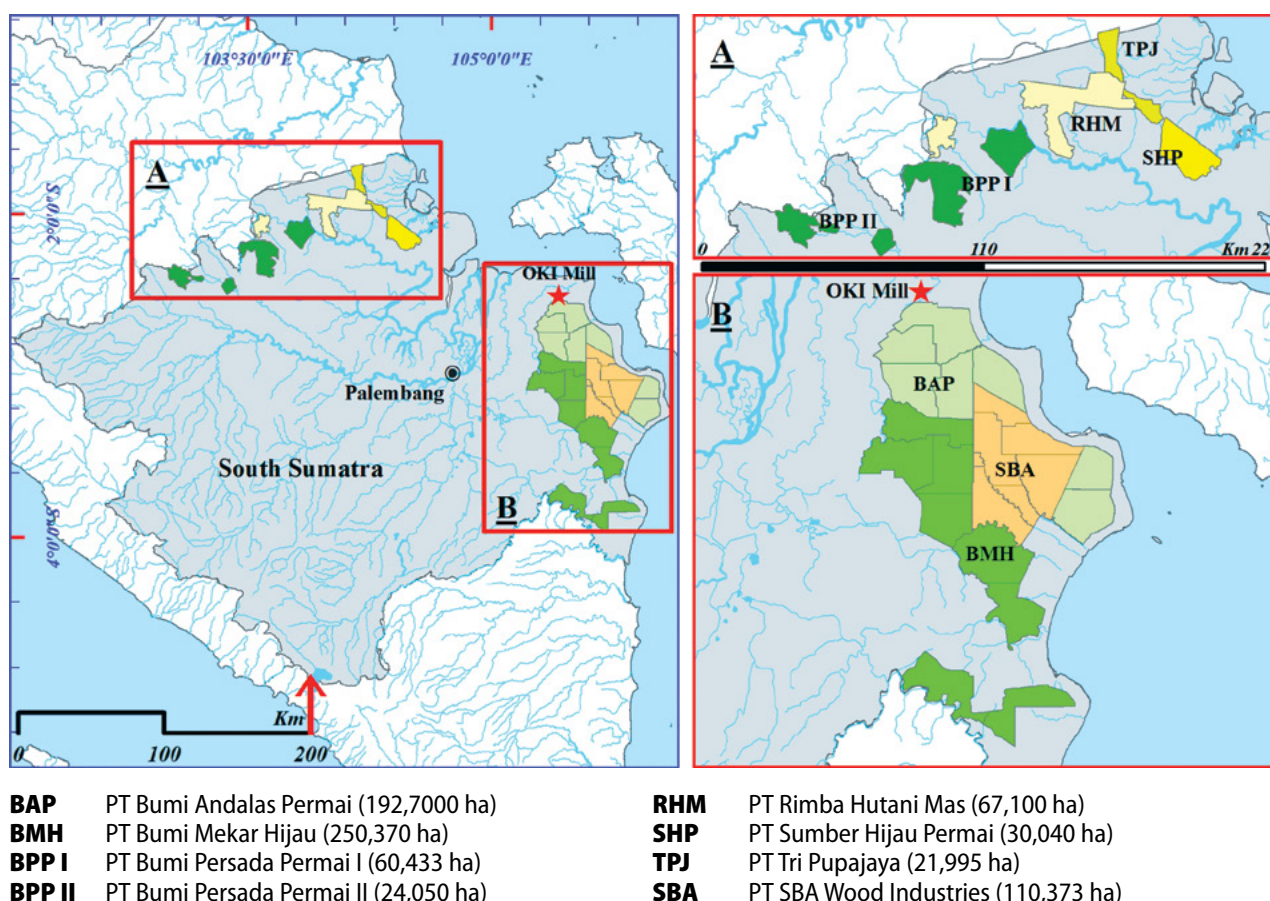 103°30'0"E
105°0'0"E
2°0'0"S
4°0'0"S
A
OKI Mill
Palembang
South Sumatra
B
Km
0 100 200
A
TPJ
RHM
SHP
BPP I
BPP II
0 110 Km 22
B
OKI Mill
BAP
SBA
BMH
BAP PT Bumi Andalas Permai (192,7000 ha)
BMH PT Bumi Mekar Hijau (250,370 ha)
BPP I PT Bumi Persada Permai I (60,433 ha)
BPP II PT Bumi Persada Permai II (24,050 ha)
RHM PT Rimba Hutani Mas (67,100 ha)
SHP PT Sumber Hijau Permai (30,040 ha)
TPJ PT Tri Pupajaya (21,995 ha)
SBA PT SBA Wood Industries (110,373 ha)